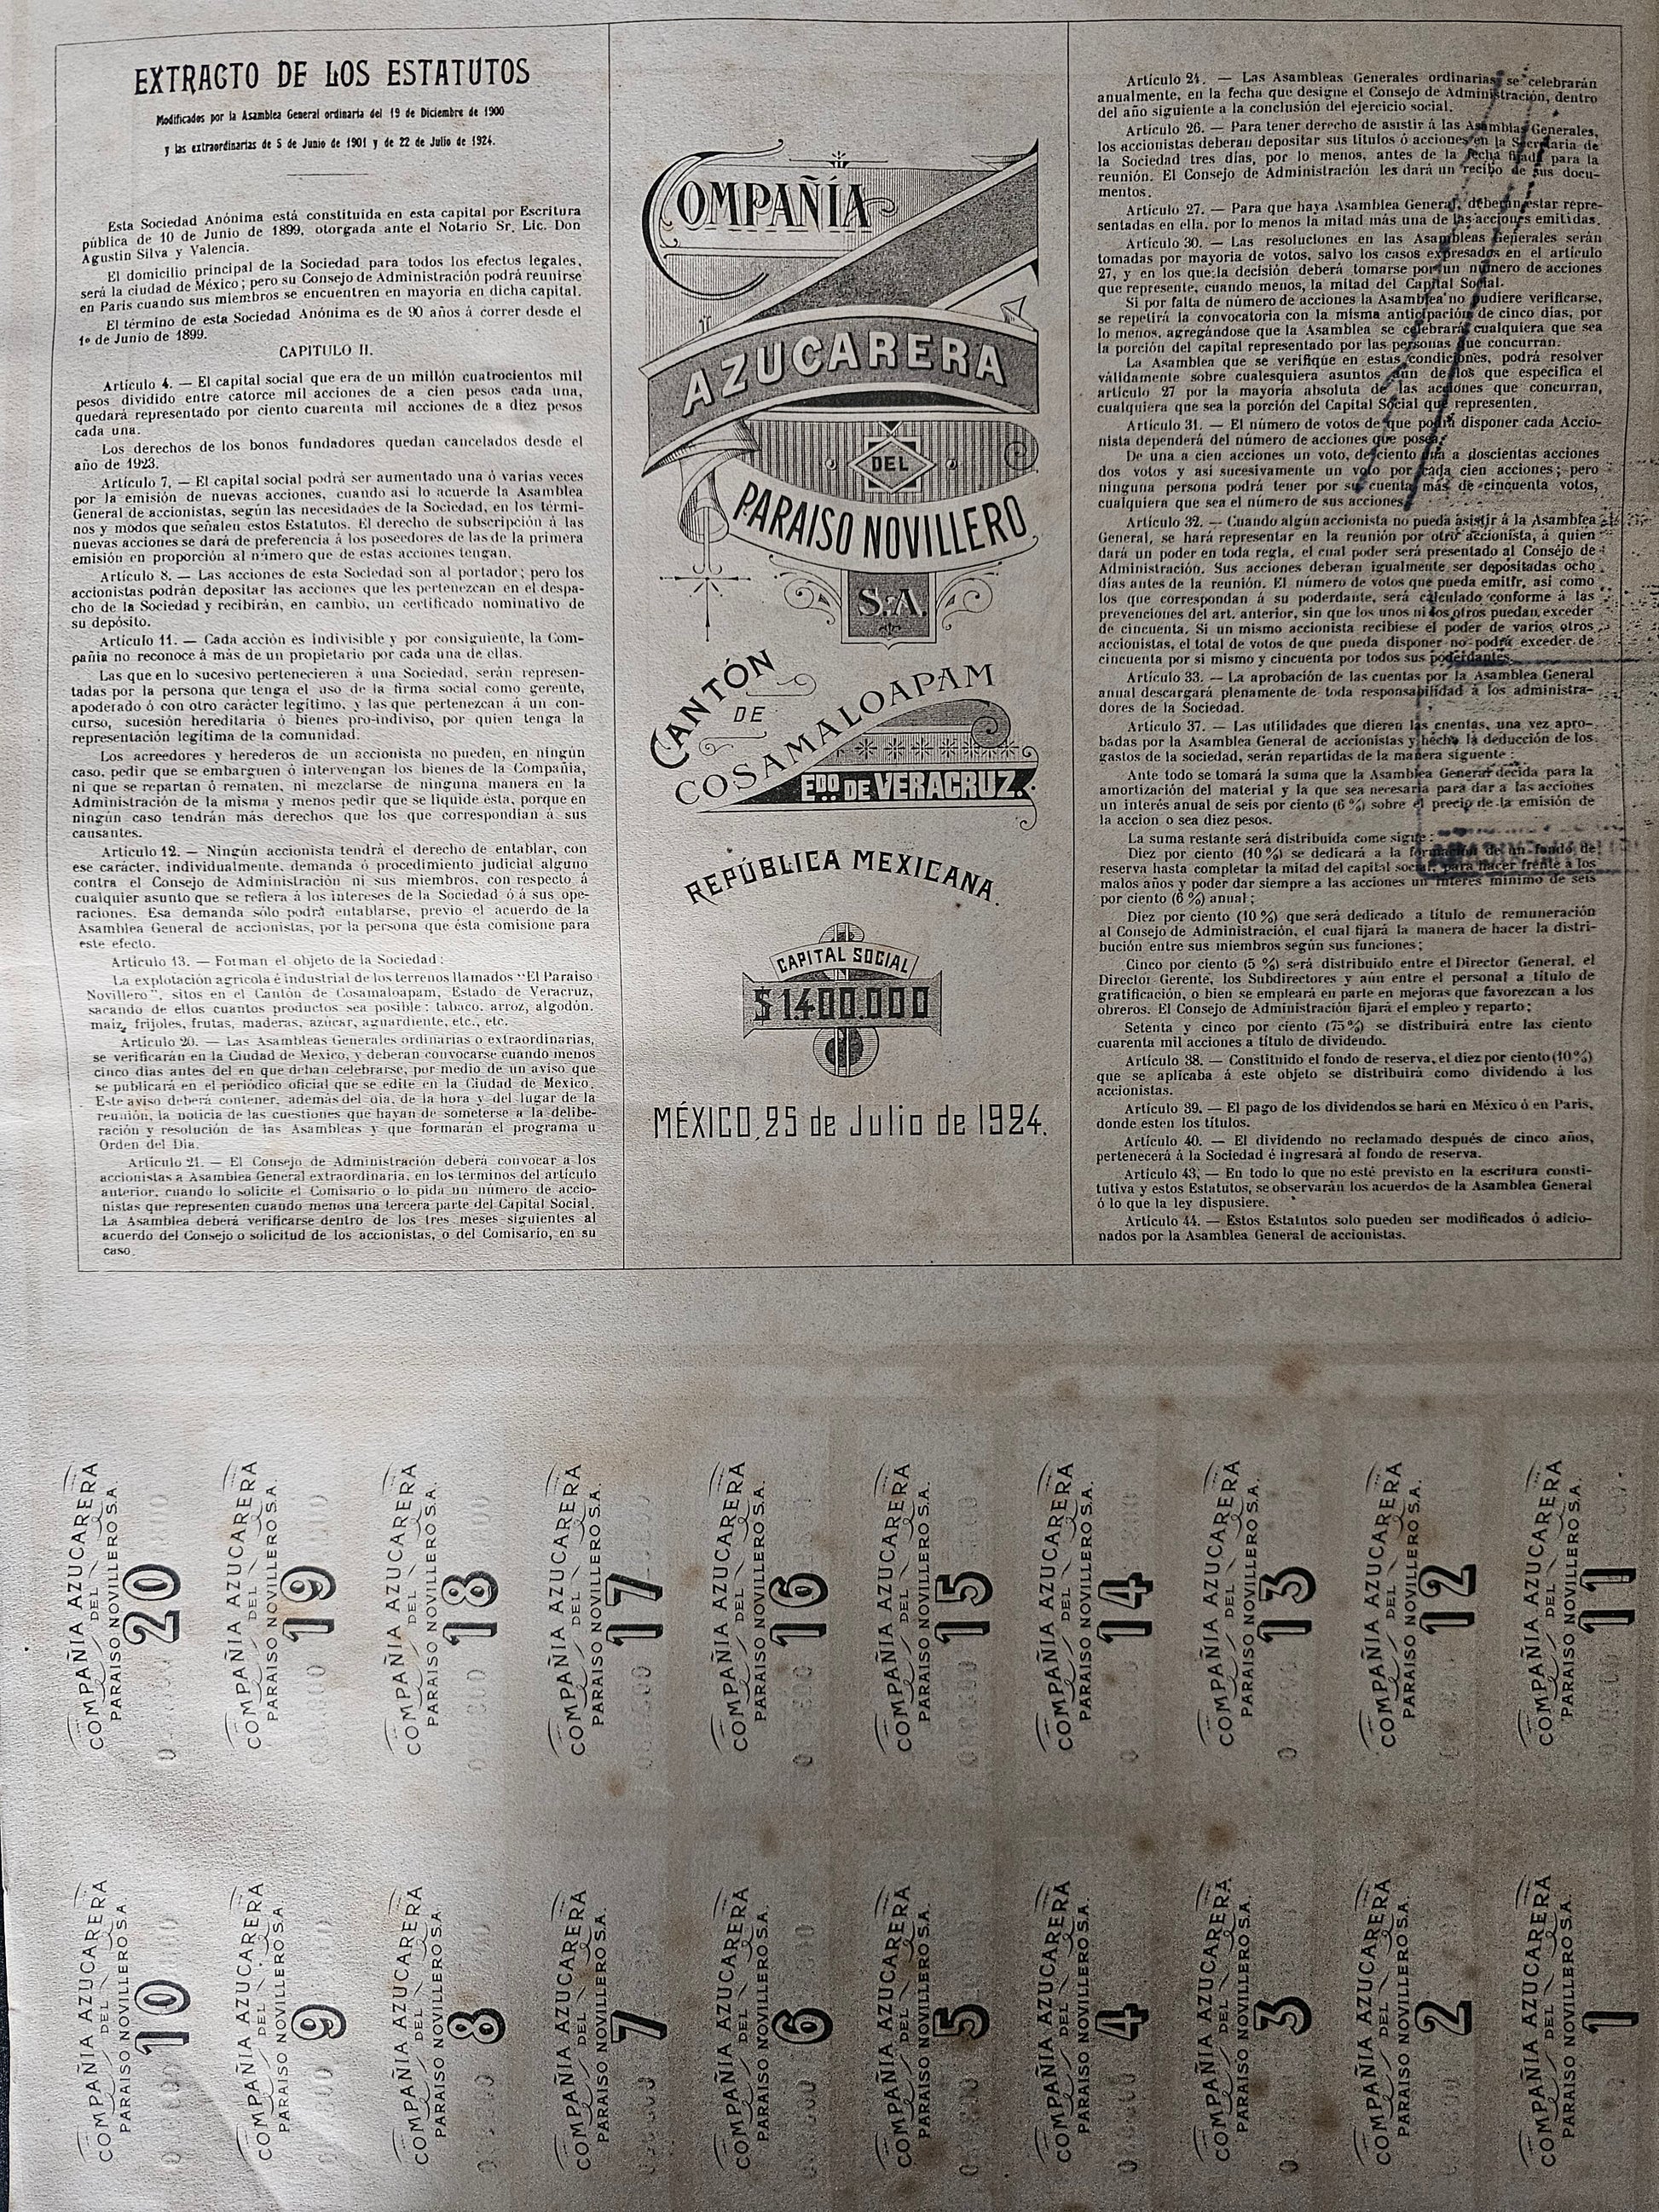 EXTRACTO DE LOS ESTATUTOS
Modificados por la Asamblea General ordinaria del 19 de Diciembre de 1900
y las extraordinarias de 5 de Junio de 1901 y de 22 de Julio de 1924.
Esta Sociedad Anónima está constituida en esta capital por Escritura
pública de 10 de Junio de 1899, otorgada ante el Notario Sr. Lic. Don
Agustin Silva y Valencia.
El domicilio principal de la Sociedad para todos los efectos legales,
será la ciudad de México ; pero su Consejo de Administración podrá reunirse
en Paris cuando sus miembros se encuentren en mayoria en dicha capital.
El término de esta Sociedad Anónima es de 90 años á correr desde el
1o de Junio de 1899.
CAPITULO II.
Artículo 4. — El capital social que era de un millón cuatrocientos mil
pesos dividido entre catorce mil acciones de a cien pesos cada una,
quedará representado por ciento cuarenta mil acciones de a diez pesos
cada una.
Los derechos de los bonos fundadores quedan cancelados desde el
año de 1923.
Artículo 7. — El capital social podrá ser aumentado una ó varias veces
por la emisión de nuevas acciones, cuando así lo acuerde la Asamblea
General de accionistas, según las necesidades de la Sociedad, en los térmi-
nos y modos que señalen estos Estatutos. El derecho de subscripción á las
nuevas acciones se dará de preferencia á los poseedores de las de la primera
emisión en proporción al número que de estas acciones tengan.
Artículo 8. — Las acciones de esta Sociedad son al portador ; pero los
accionistas podrán depositar las acciones que les pertenezcan en el despa-
cho de la Sociedad y recibirán, en cambio, un certificado nominativo de
su depósito.
Artículo 11. — Cada acción es indivisible y por consiguiente, la Com-
pañia no reconoce á más de un propietario por cada una de ellas.
Las que en lo sucesivo pertenecieren á una Sociedad, serán represen-
tadas por la persona que tenga el uso de la firma social como gerente,
apoderado ó con otro carácter legítimo, y las que pertenezcan á un con-
curso, sucesión hereditaria ó bienes pro-indiviso, por quien tenga la
representación legítima de la comunidad.
Los acreedores y herederos de un accionista no pueden, en ningún
caso, pedir que se embarguen ó intervengan los bienes de la Compañia,
ni que se repartan ó rematen, ni mezclarse de ninguna manera en la
Administración de la misma y menos pedir que se liquide ésta, porque en
ningún caso tendrán más derechos que los que correspondian á sus
causantes.
Artículo 12. — Ningún accionista tendrá el derecho de entablar, con
ese carácter, individualmente, demanda ó procedimiento judicial alguno
contra el Consejo de Administración ni sus miembros, con respecto á
cualquier asunto que se refiera á los intereses de la Sociedad ó á sus ope-
raciones. Esa demanda sólo podrá entablarse, previo el acuerdo de la
Asamblea General de accionistas, por la persona que ésta comisione para
este efecto.
Artículo 13. — Forman el objeto de la Sociedad :
La explotación agricola é industrial de los terrenos llamados “El Paraiso
Novillero”, sitos en el Cantón de Cosamaloapam, Estado de Veracruz,
sacando de ellos cuantos productos sea posible : tabaco, arroz, algodón,
maiz, frijoles, frutas, maderas, azúcar, aguardiente, etc., etc.
Artículo 20. — Las Asambleas Generales ordinarias o extraordinarias,
se verificarán en la Ciudad de Mexico, y deberan convocarse cuando menos
cinco dias antes del en que deban celebrarse, por medio de un aviso que
se publicará en el periódico oficial que se edite en la Ciudad de Mexico.
Este aviso deberá contener, además del dia, de la hora y del lugar de la
reunión, la noticia de las cuestiones que hayan de someterse a la delibe-
ración y resolución de las Asambleas y que formarán el programa u
Orden del Dia.
Artículo 21. — El Consejo de Administración deberá convocar a los
accionistas a Asamblea General extraordinaria, en los términos del artículo
anterior, cuando lo solicite el Comisario o lo pida un número de accio-
nistas que representen cuando menos una tercera parte del Capital Social.
La Asamblea deberá verificarse dentro de los tres meses siguientes al
acuerdo del Consejo o solicitud de los accionistas, o del Comisario, en su
caso.
COMPAÑÍA
AZUCARERA
DEL
PARAISO NOVILLERO
S.A.
CANTÓN
DE
COSAMALOAPAM
EDO. DE VERACRUZ.
REPÚBLICA MEXICANA.
CAPITAL SOCIAL
$ 1.400.000
MÉXICO, 25 de Julio de 1924.
Artículo 24. — Las Asambleas Generales ordinarias se celebrarán
anualmente, en la fecha que designe el Consejo de Administración, dentro
del año siguiente a la conclusión del ejercicio social.
Artículo 26. — Para tener derecho de asistir á las Asamblas Generales,
los accionistas deberan depositar sus titulos ó acciones en la Secretaria de
la Sociedad tres días, por lo menos, antes de la fecha fijada para la
reunión. El Consejo de Administración les dará un recibo de sus docu-
mentos.
Artículo 27. — Para que haya Asamblea General, deberán estar repre-
sentadas en ella, por lo menos la mitad más una de las acciones emitidas.
Artículo 30. — Las resoluciones en las Asambleas Generales serán
tomadas por mayoria de votos, salvo los casos expresados en el artículo
27, y en los que la decisión deberá tomarse por un número de acciones
que represente, cuando menos, la mitad del Capital Social.
Si por falta de número de acciones la Asamblea no pudiere verificarse,
se repetirá la convocatoria con la misma anticipación de cinco dias, por
lo menos, agregándose que la Asamblea se celebrará cualquiera que sea
la porción del capital representado por las personas que concurran.
La Asamblea que se verifique en estas condiciones, podrá resolver
válidamente sobre cualesquiera asuntos aún de los que especifica el
artículo 27 por la mayoria absoluta de las acciones que concurran,
cualquiera que sea la porción del Capital Social que representen.
Artículo 31. — El número de votos de que podrá disponer cada Accio-
nista dependerá del número de acciones que posea.
De una a cien acciones un voto, de ciento una a doscientas acciones
dos votos y asi sucesivamente un voto por cada cien acciones ; pero
ninguna persona podrá tener por su cuenta más de cincuenta votos,
cualquiera que sea el número de sus acciones.
Artículo 32. — Cuando algún accionista no pueda asistir á la Asamblea
General, se hará representar en la reunión por otro accionista, á quien
dará un poder en toda regla, el cual poder será presentado al Consejo de
Administración. Sus acciones deberan igualmente ser depositadas ocho
días antes de la reunión. El número de votos que pueda emitir, asi como
los que correspondan á su poderdante, será calculado conforme á las
prevenciones del art. anterior, sin que los unos ni los otros puedan exceder
de cincuenta. Si un mismo accionista recibiese el poder de varios otros
accionistas, el total de votos de que pueda disponer no podrá exceder de
cincuenta por si mismo y cincuenta por todos sus poderdantes.
Artículo 33. — La aprobación de las cuentas por la Asamblea General
anual descargará plenamente de toda responsabilidad á los administra-
dores de la Sociedad.
Artículo 37. — Las utilidades que dieren las cuentas, una vez apro-
badas por la Asamblea General de accionistas y hecha la deducción de los
gastos de la sociedad, serán repartidas de la manera siguente :
Ante todo se tomará la suma que la Asamblea General decida para la
amortización del material y la que sea necesaria para dar a las acciones
un interés anual de seis por ciento (6 %) sobre el precio de la emisión de
la accion o sea diez pesos.
La suma restante será distribuida come sigue :
Diez por ciento (10 %) se dedicará a la formación de un fondo de
reserva hasta completar la mitad del capital social, para hacer frente a los
malos años y poder dar siempre a las acciones un interes minimo de seis
por ciento (6 %) anual ;
Diez por ciento (10 %) que será dedicado a título de remuneración
al Consejo de Administración, el cual fijará la manera de hacer la distri-
bución entre sus miembros según sus funciones ;
Cinco por ciento (5 %) será distribuido entre el Director General, el
Director Gerente, los Subdirectores y aún entre el personal a título de
gratificación, o bien se empleará en parte en mejoras que favorezcan a los
obreros. El Consejo de Administración fijará el empleo y reparto ;
Setenta y cinco por ciento (75 %) se distribuirá entre las ciento
cuarenta mil acciones a título de dividendo.
Artículo 38. — Constituido el fondo de reserva, el diez por ciento (10 %)
que se aplicaba á este objeto se distribuirá como dividendo á los
accionistas.
Artículo 39. — El pago de los dividendos se hará en México ó en Paris,
donde esten los títulos.
Artículo 40. — El dividendo no reclamado después de cinco años,
pertenecerá á la Sociedad é ingresará al fondo de reserva.
Artículo 43, — En todo lo que no esté previsto en la escritura consti-
tutiva y estos Estatutos, se observarán los acuerdos de la Asamblea General
ó lo que la ley dispusiere.
Artículo 44. — Estos Estatutos solo pueden ser modificados ó adicio-
nados por la Asamblea General de accionistas.
COMPAÑIA AZUCARERA
DEL
PARAISO NOVILLERO S.A.
20
COMPAÑIA AZUCARERA
DEL
PARAISO NOVILLERO S.A.
19
COMPAÑIA AZUCARERA
DEL
PARAISO NOVILLERO S.A.
18
COMPAÑIA AZUCARERA
DEL
PARAISO NOVILLERO S.A.
17
COMPAÑIA AZUCARERA
DEL
PARAISO NOVILLERO S.A.
16
COMPAÑIA AZUCARERA
DEL
PARAISO NOVILLERO S.A.
15
COMPAÑIA AZUCARERA
DEL
PARAISO NOVILLERO S.A.
14
COMPAÑIA AZUCARERA
DEL
PARAISO NOVILLERO S.A.
13
COMPAÑIA AZUCARERA
DEL
PARAISO NOVILLERO S.A.
12
COMPAÑIA AZUCARERA
DEL
PARAISO NOVILLERO S.A.
11
COMPAÑIA AZUCARERA
DEL
PARAISO NOVILLERO S.A.
10
COMPAÑIA AZUCARERA
DEL
PARAISO NOVILLERO S.A.
9
COMPAÑIA AZUCARERA
DEL
PARAISO NOVILLERO S.A.
8
COMPAÑIA AZUCARERA
DEL
PARAISO NOVILLERO S.A.
7
COMPAÑIA AZUCARERA
DEL
PARAISO NOVILLERO S.A.
6
COMPAÑIA AZUCARERA
DEL
PARAISO NOVILLERO S.A.
5
COMPAÑIA AZUCARERA
DEL
PARAISO NOVILLERO S.A.
4
COMPAÑIA AZUCARERA
DEL
PARAISO NOVILLERO S.A.
3
COMPAÑIA AZUCARERA
DEL
PARAISO NOVILLERO S.A.
2
COMPAÑIA AZUCARERA
DEL
PARAISO NOVILLERO S.A.
1